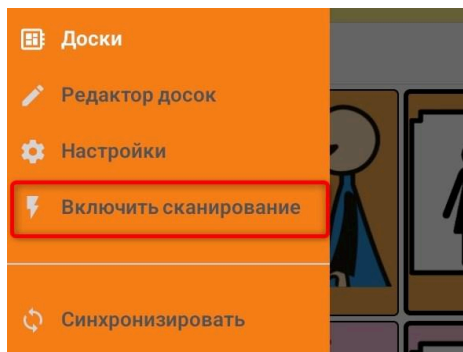 Доски
Редактор досок
Настройки
Включить сканирование
Синхронизировать